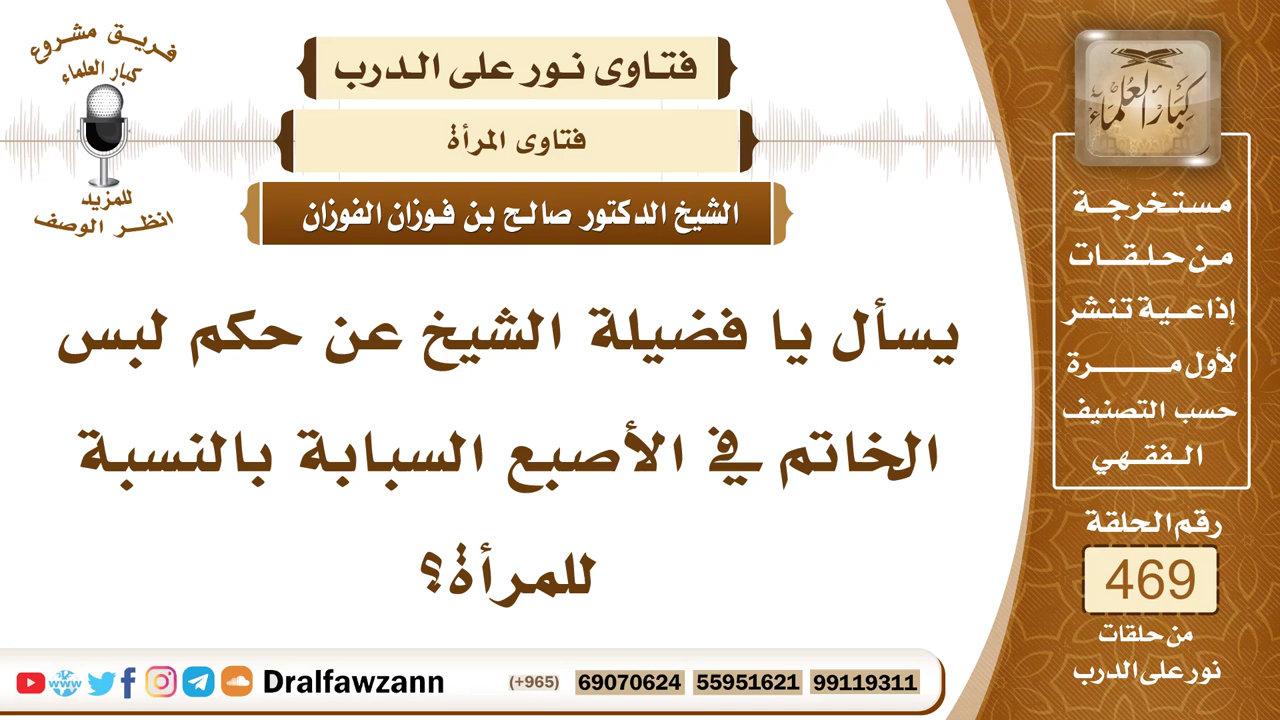 فريق مشروع
كبار العلماء
للمزيد
انظر الوصف
فتاوى نور على الدرب
فتاوى المرأة
الشيخ الدكتور صالح بن فوزان الفوزان
يسأل يا فضيلة الشيخ عن حكم لبس
الخاتم في الأصبع السبابة بالنسبة
للمرأة؟
كبار العلماء
مستخرجة
من حلقات
إذاعية تنشر
لأول مرة
حسب التصنيف
الفقهي
رقم الحلقة
469
من حلقات
نور على الدرب
www
Dralfawzann
(+965) 69070624 55951621 99119311